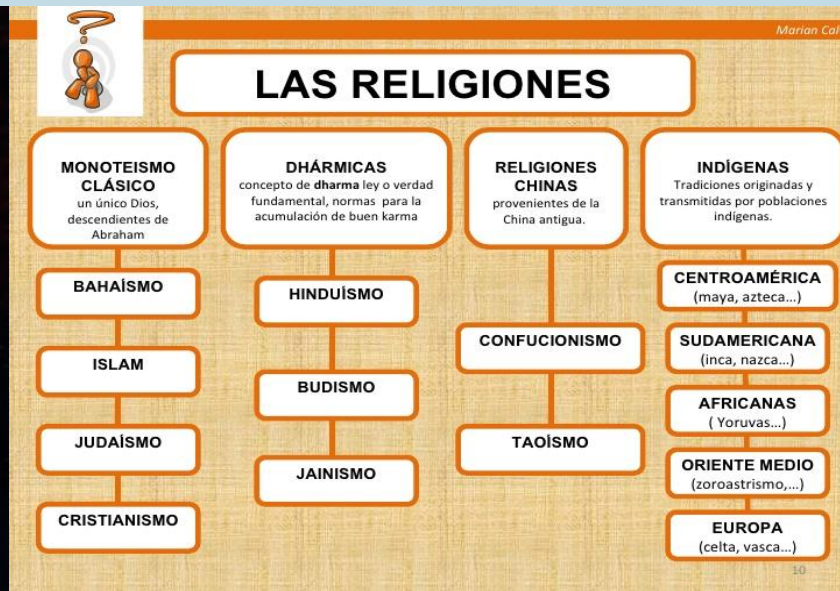 Marian Cal
LAS RELIGIONES
MONOTEISMO
CLÁSICO
un único Dios,
descendientes de
Abraham
BAHAÍSMO
ISLAM
JUDAÍSMO
CRISTIANISMO
DHÁRMICAS
concepto de dharma ley o verdad
fundamental, normas para la
acumulación de buen karma
HINDUÍSMO
BUDISMO
JAINISMO
RELIGIONES
CHINAS
provenientes de la
China antigua.
CONFUCIONISMO
TAOÍSMO
INDÍGENAS
Tradiciones originadas y
transmitidas por poblaciones
indígenas.
CENTROAMÉRICA
(maya, azteca...)
SUDAMERICANA
(inca, nazca...)
AFRICANAS
( Yoruvas...)
ORIENTE MEDIO
(zoroastrismo,...)
EUROPA
(celta, vasca...)
10